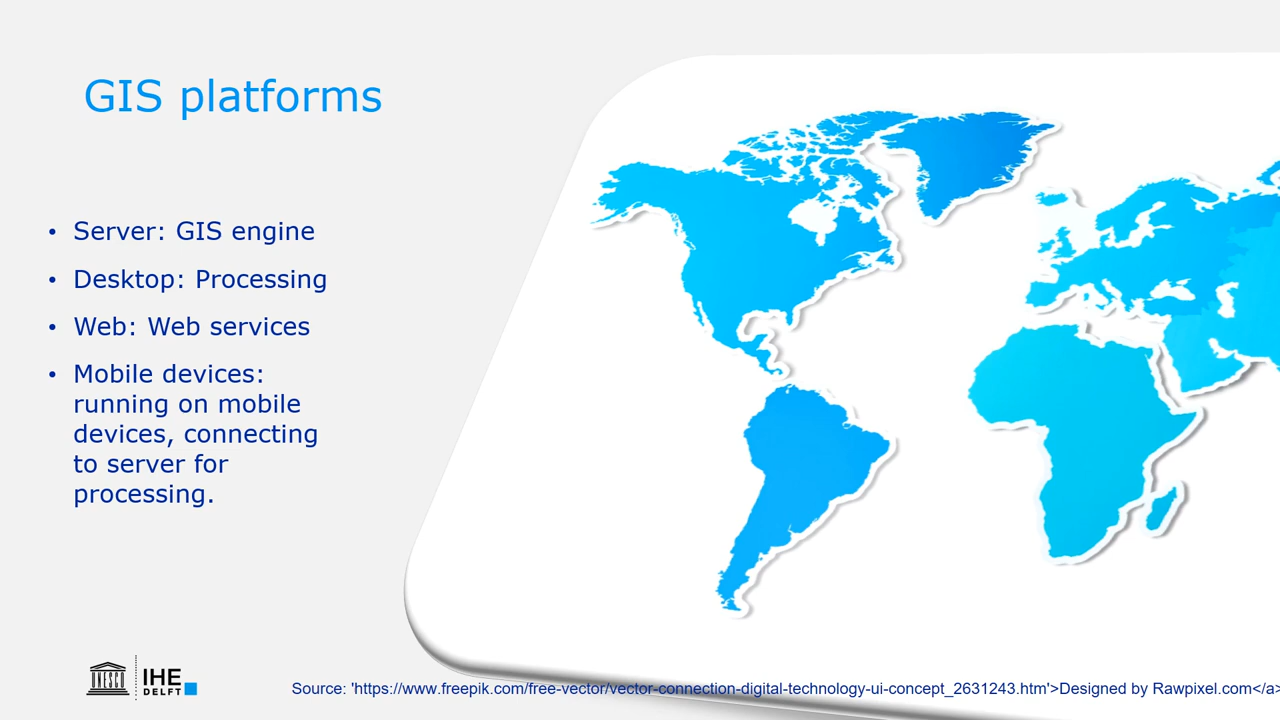 GIS platforms
• Server: GIS engine
• Desktop: Processing
• Web: Web services
• Mobile devices:
running on mobile
devices, connecting
to server for
processing.
UNESCO
IHE
DELFT
Source: 'https://www.freepik.com/free-vector/vector-connection-digital-technology-ui-concept_2631243.htm'>Designed by Rawpixel.com</a>